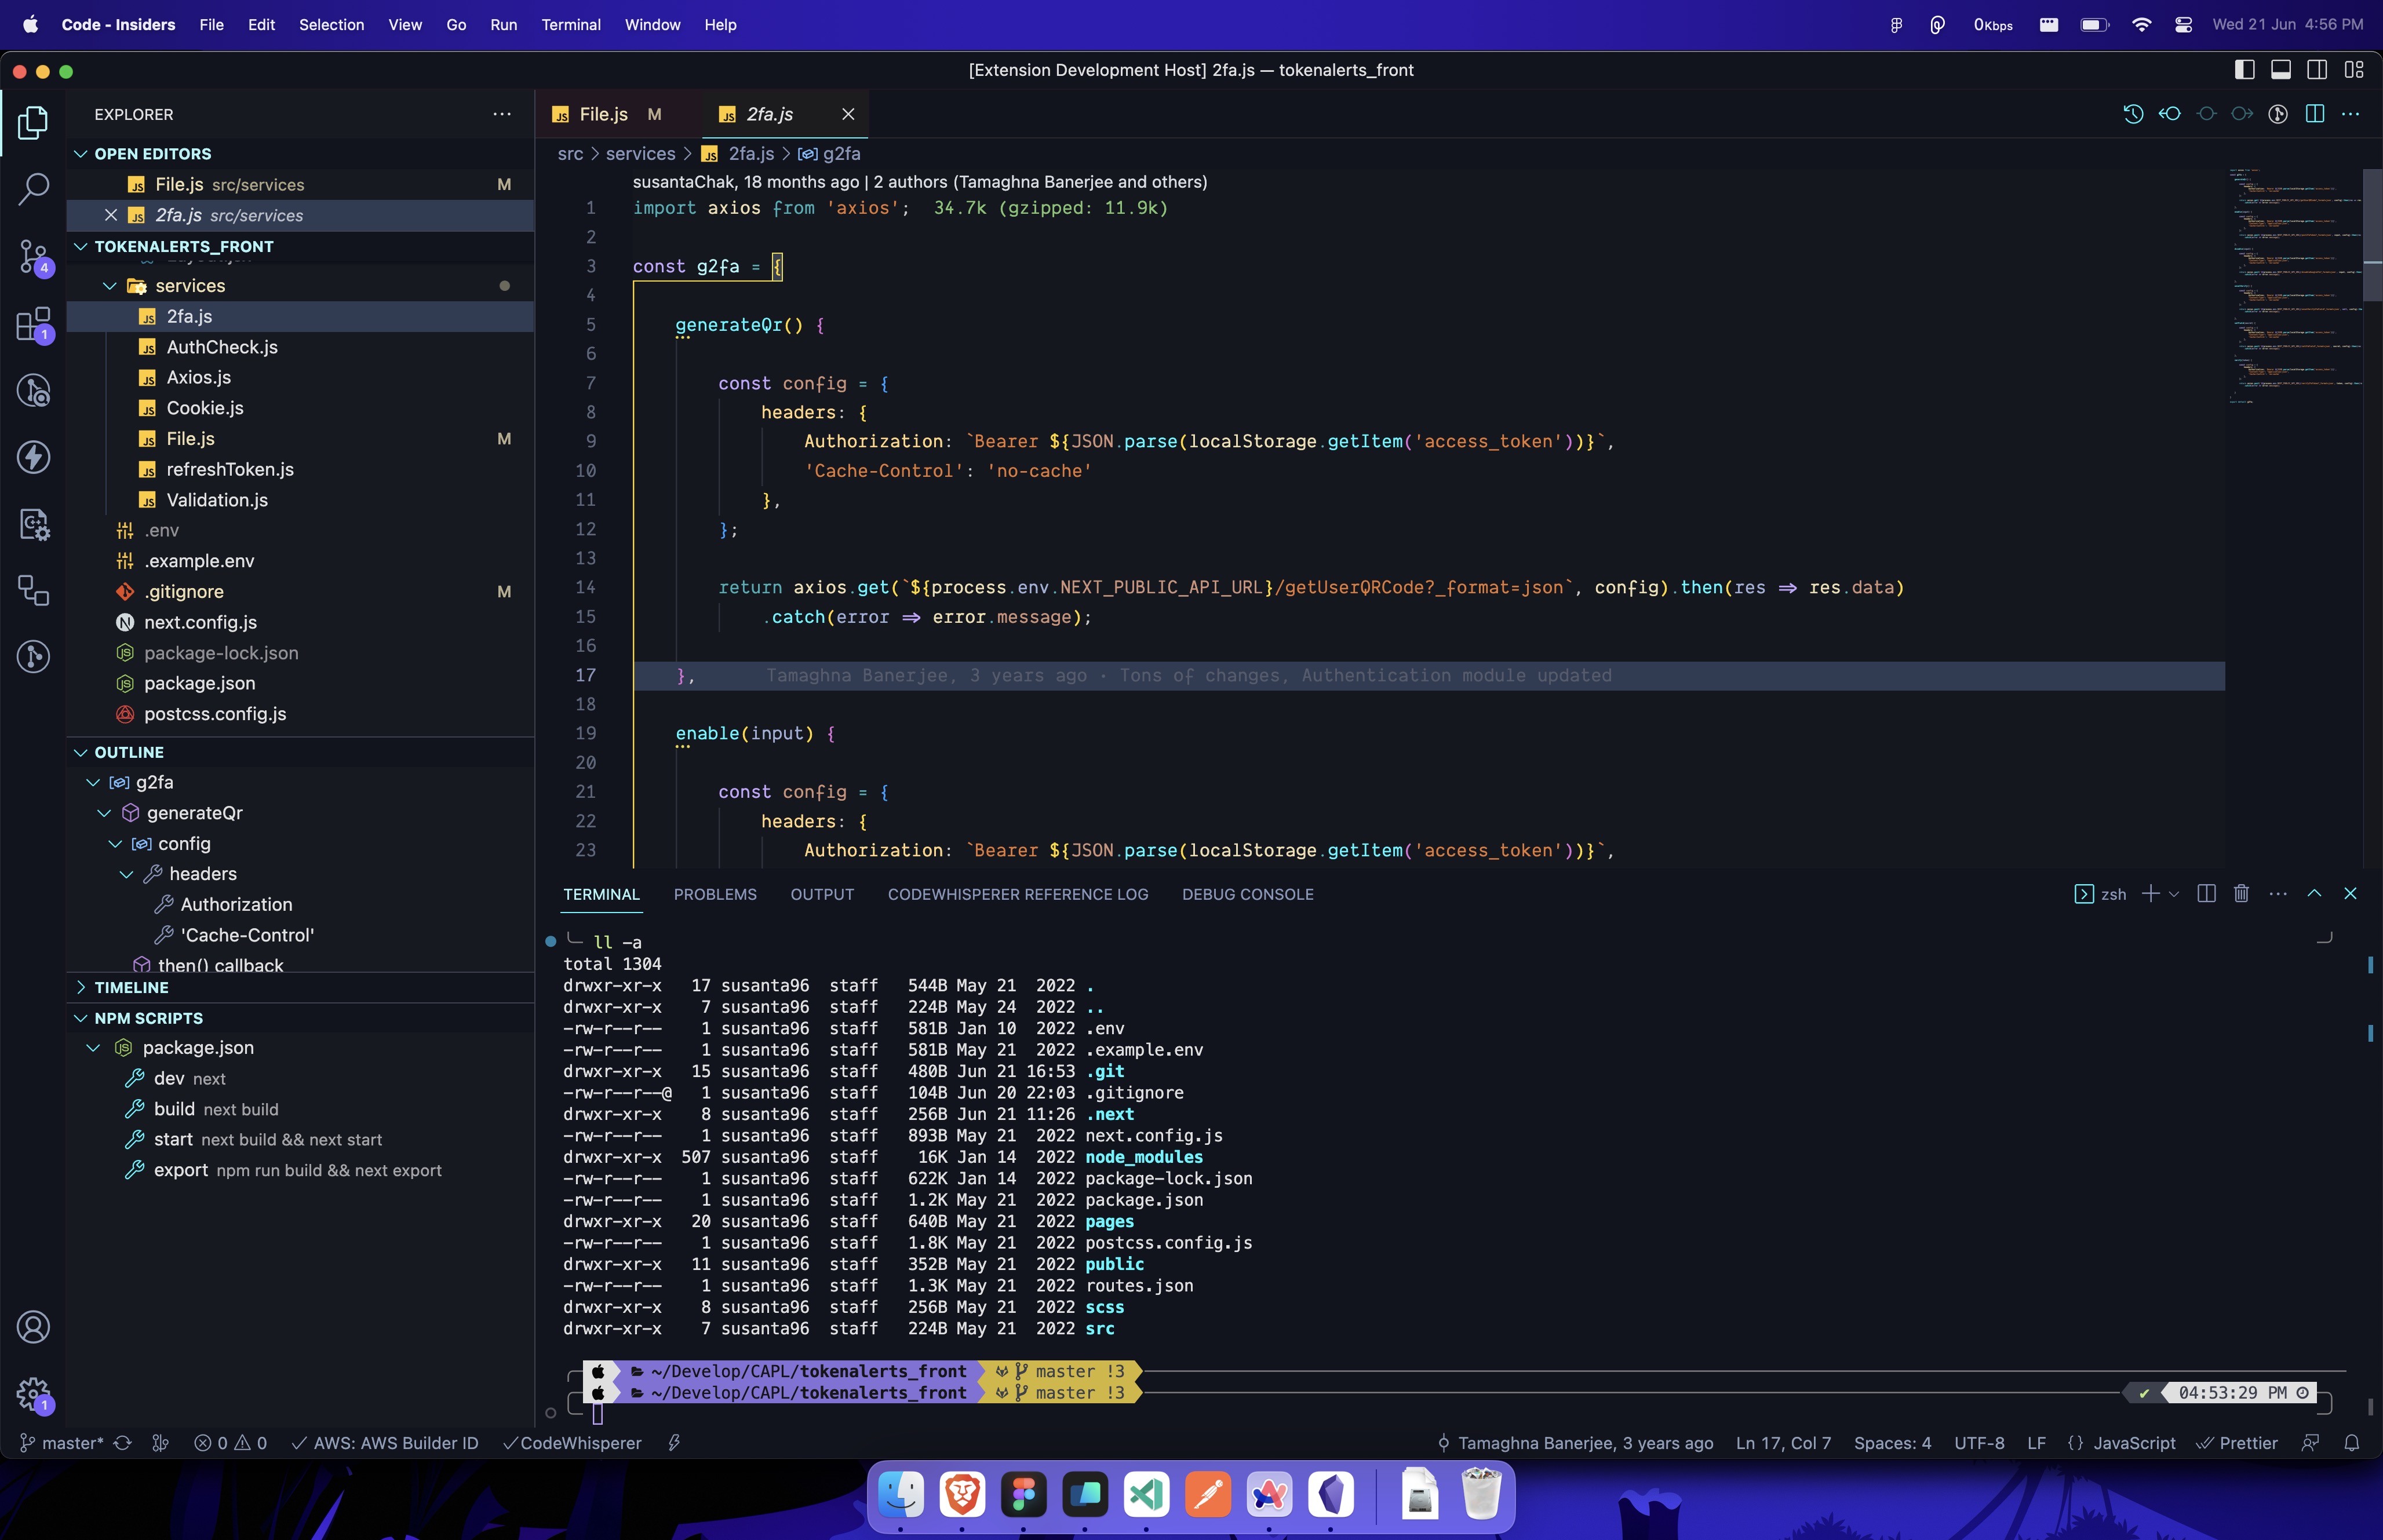 Code - Insiders File Edit Selection View Go Run Terminal Window Help
0Kbps Wed 21 Jun 4:56 PM
[Extension Development Host] 2fa.js — tokenalerts_front
EXPLORER
OPEN EDITORS
File.js src/services M
2fa.js src/services
TOKENALERTS_FRONT
services
2fa.js
AuthCheck.js
Axios.js
Cookie.js
File.js M
refreshToken.js
Validation.js
.env
.example.env
.gitignore M
next.config.js
package-lock.json
package.json
postcss.config.js
OUTLINE
g2fa
generateQr
config
headers
Authorization
'Cache-Control'
then() callback
TIMELINE
NPM SCRIPTS
package.json
dev next
build next build
start next build && next start
export npm run build && next export
4
1
1
File.js M 2fa.js
src > services > 2fa.js > g2fa
susantaChak, 18 months ago | 2 authors (Tamaghna Banerjee and others)
1 import axios from 'axios'; 34.7k (gzipped: 11.9k)
2
3 const g2fa = {
4
5 generateQr() {
6
7 const config = {
8 headers: {
9 Authorization: `Bearer ${JSON.parse(localStorage.getItem('access_token'))}`,
10 'Cache-Control': 'no-cache'
11 },
12 };
13
14 return axios.get(`${process.env.NEXT_PUBLIC_API_URL}/getUserQRCode?_format=json`, config).then(res => res.data)
15 .catch(error => error.message);
16
17 }, Tamaghna Banerjee, 3 years ago · Tons of changes, Authentication module updated
18
19 enable(input) {
20
21 const config = {
22 headers: {
23 Authorization: `Bearer ${JSON.parse(localStorage.getItem('access_token'))}`,
TERMINAL PROBLEMS OUTPUT CODEWHISPERER REFERENCE LOG DEBUG CONSOLE zsh
ll -a
total 1304
drwxr-xr-x 17 susanta96 staff 544B May 21 2022 .
drwxr-xr-x 7 susanta96 staff 224B May 24 2022 ..
-rw-r--r-- 1 susanta96 staff 581B Jan 10 2022 .env
-rw-r--r-- 1 susanta96 staff 581B May 21 2022 .example.env
drwxr-xr-x 15 susanta96 staff 480B Jun 21 16:53 .git
-rw-r--r--@ 1 susanta96 staff 104B Jun 20 22:03 .gitignore
drwxr-xr-x 8 susanta96 staff 256B Jun 21 11:26 .next
-rw-r--r-- 1 susanta96 staff 893B May 21 2022 next.config.js
drwxr-xr-x 507 susanta96 staff 16K Jan 14 2022 node_modules
-rw-r--r-- 1 susanta96 staff 622K Jan 14 2022 package-lock.json
-rw-r--r-- 1 susanta96 staff 1.2K May 21 2022 package.json
drwxr-xr-x 20 susanta96 staff 640B May 21 2022 pages
-rw-r--r-- 1 susanta96 staff 1.8K May 21 2022 postcss.config.js
drwxr-xr-x 11 susanta96 staff 352B May 21 2022 public
-rw-r--r-- 1 susanta96 staff 1.3K May 21 2022 routes.json
drwxr-xr-x 8 susanta96 staff 256B May 21 2022 scss
drwxr-xr-x 7 susanta96 staff 224B May 21 2022 src
~/Develop/CAPL/tokenalerts_front master !3
~/Develop/CAPL/tokenalerts_front master !3 04:53:29 PM
master* 0 0 AWS: AWS Builder ID CodeWhisperer
Tamaghna Banerjee, 3 years ago Ln 17, Col 7 Spaces: 4 UTF-8 LF {} JavaScript Prettier